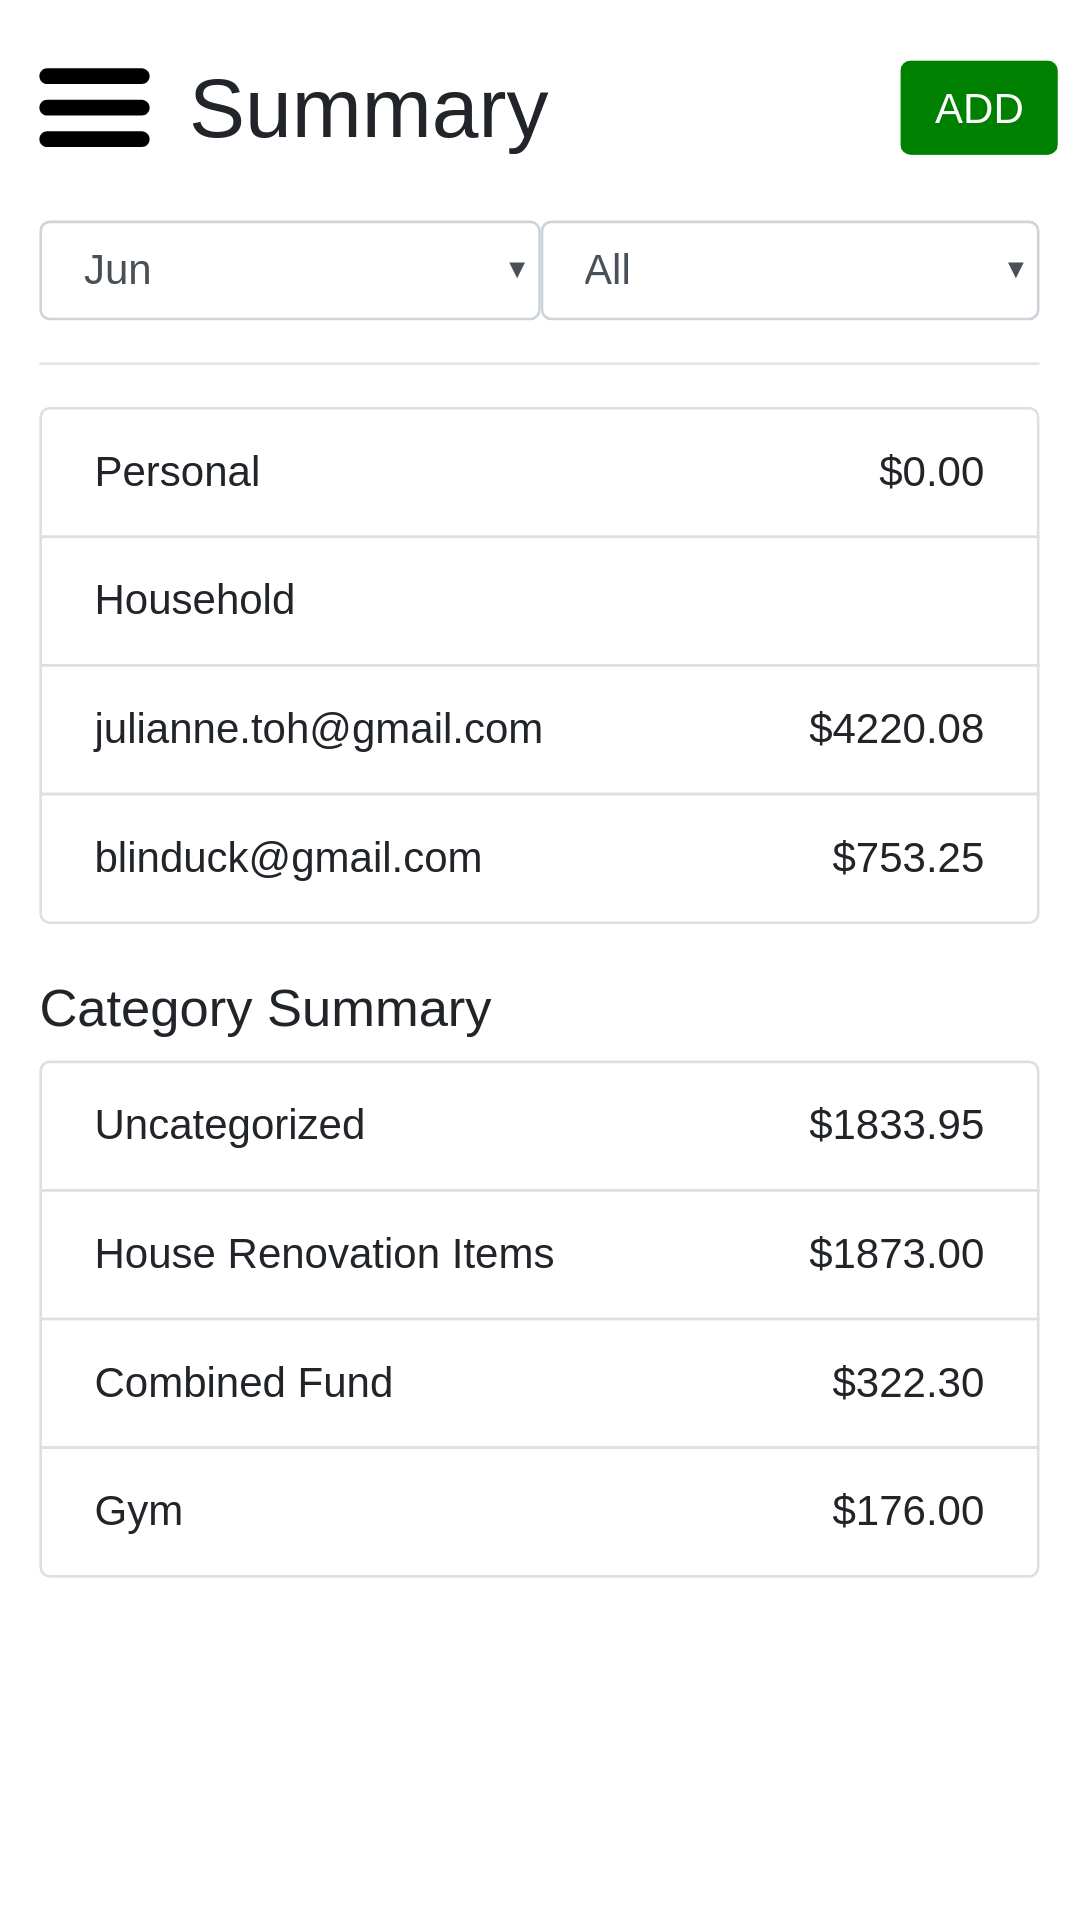 Summary
ADD
Jun
All
Personal $0.00
Household
julianne.toh@gmail.com $4220.08
blinduck@gmail.com $753.25
Category Summary
Uncategorized $1833.95
House Renovation Items $1873.00
Combined Fund $322.30
Gym $176.00